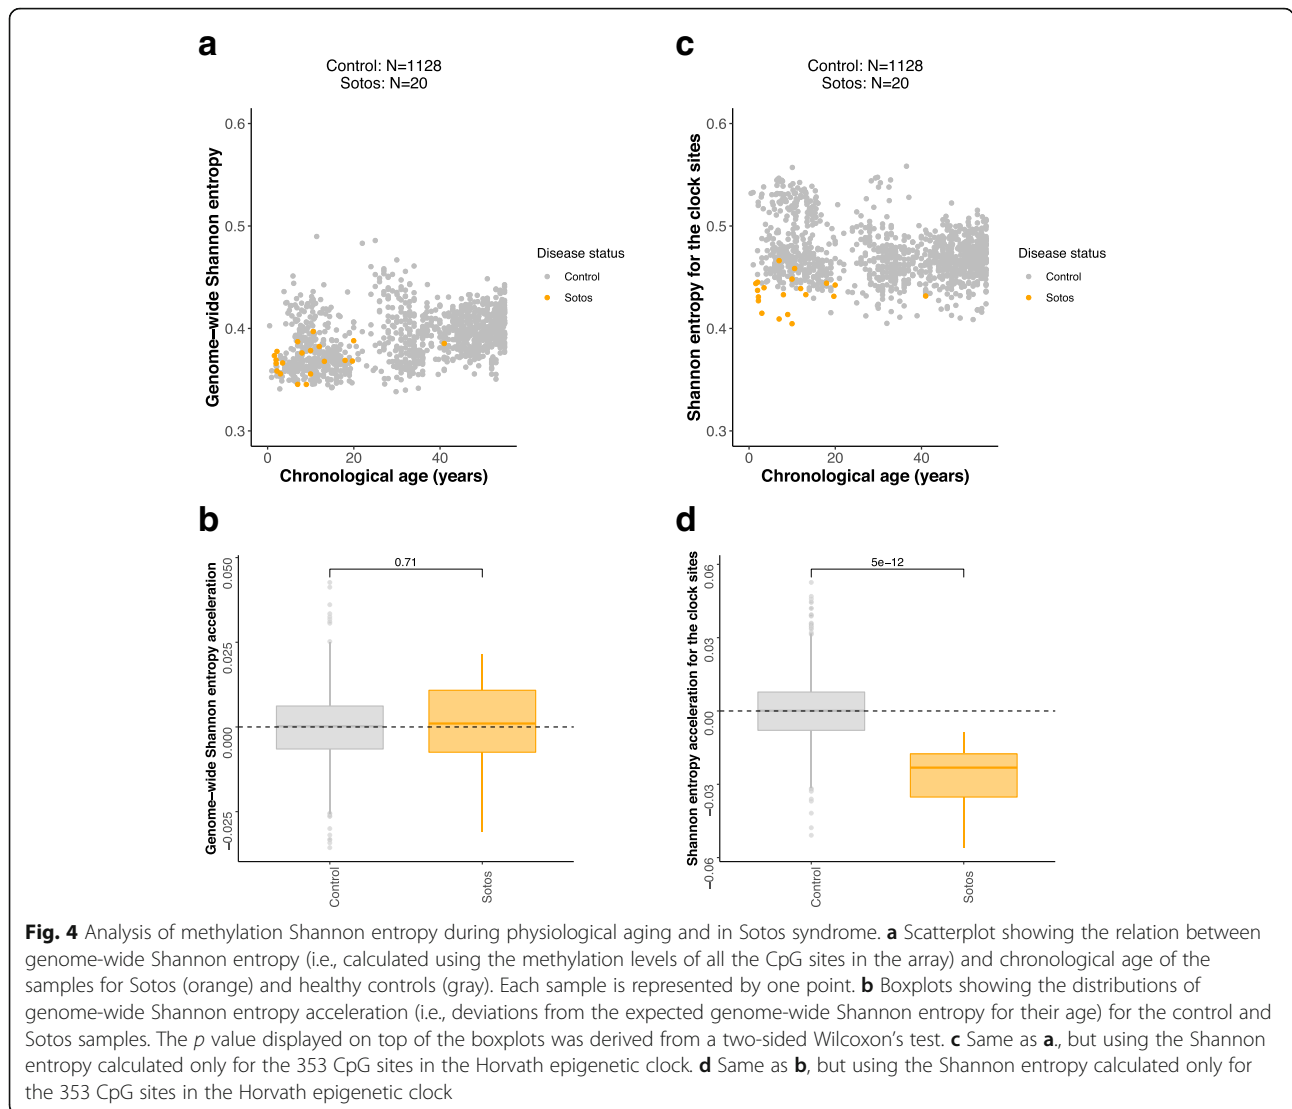 a
Control: N=1128
Sotos: N=20
Genome−wide Shannon entropy
0.6
0.5
0.4
0.3
0
20
40
Chronological age (years)
Disease status
Control
Sotos
c
Control: N=1128
Sotos: N=20
Shannon entropy for the clock sites
0.6
0.5
0.4
0.3
0
20
40
Chronological age (years)
Disease status
Control
Sotos
b
Genome−wide Shannon entropy acceleration
0.050
0.025
0.000
−0.025
0.71
Control
Sotos
d
Shannon entropy acceleration for the clock sites
0.06
0.03
0.00
−0.03
−0.06
5e−12
Control
Sotos
Fig. 4 Analysis of methylation Shannon entropy during physiological aging and in Sotos syndrome. a Scatterplot showing the relation between
genome-wide Shannon entropy (i.e., calculated using the methylation levels of all the CpG sites in the array) and chronological age of the
samples for Sotos (orange) and healthy controls (gray). Each sample is represented by one point. b Boxplots showing the distributions of
genome-wide Shannon entropy acceleration (i.e., deviations from the expected genome-wide Shannon entropy for their age) for the control and
Sotos samples. The p value displayed on top of the boxplots was derived from a two-sided Wilcoxon's test. c Same as a., but using the Shannon
entropy calculated only for the 353 CpG sites in the Horvath epigenetic clock. d Same as b, but using the Shannon entropy calculated only for
the 353 CpG sites in the Horvath epigenetic clock